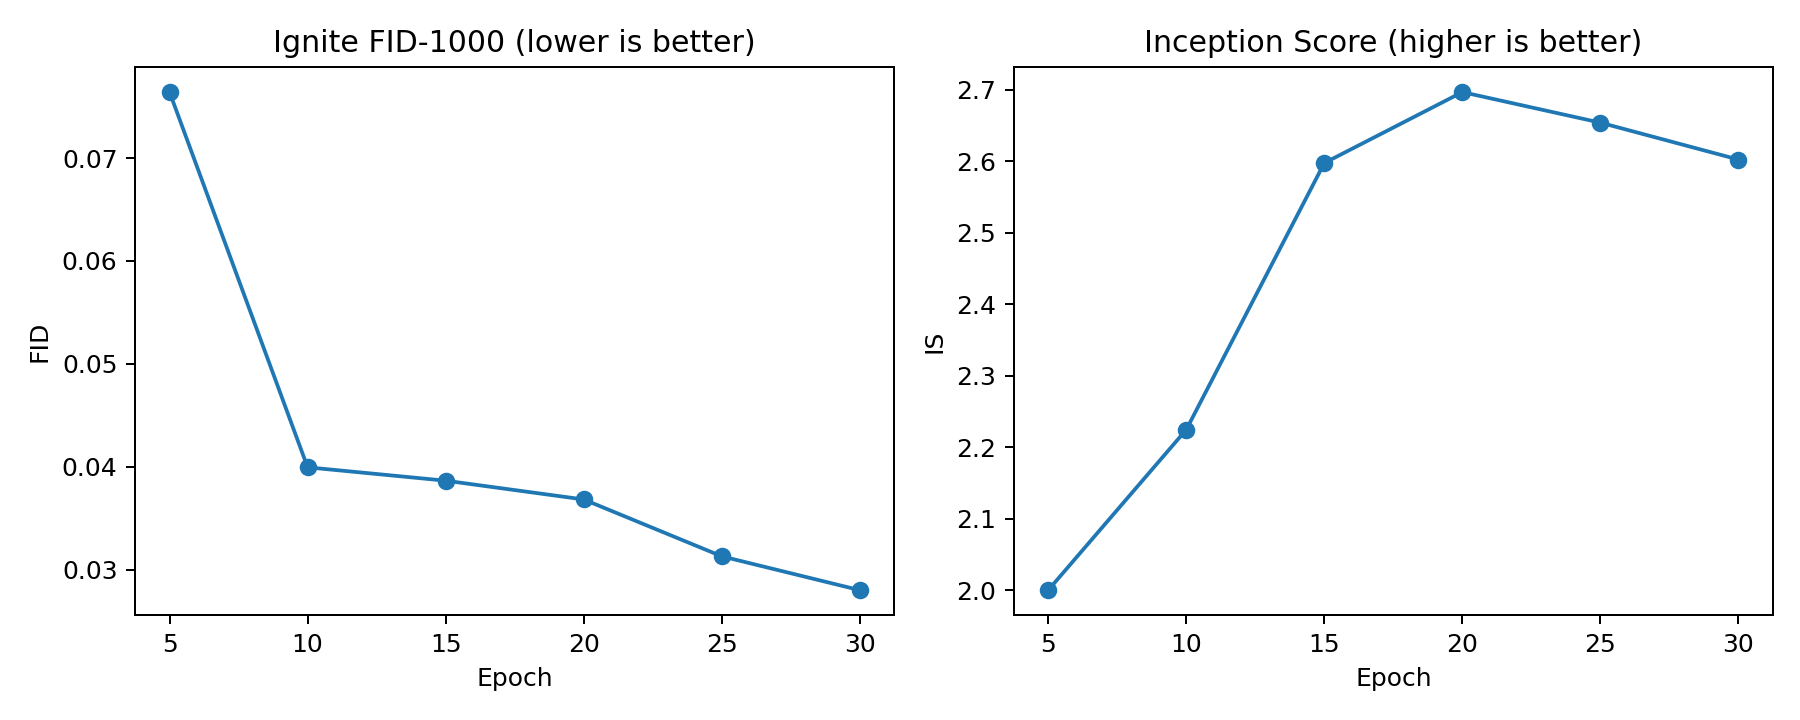 Ignite FID-1000 (lower is better)
FID
0.07
0.06
0.05
0.04
0.03
5 10 15 20 25 30
Epoch
Inception Score (higher is better)
IS
2.7
2.6
2.5
2.4
2.3
2.2
2.1
2.0
5 10 15 20 25 30
Epoch